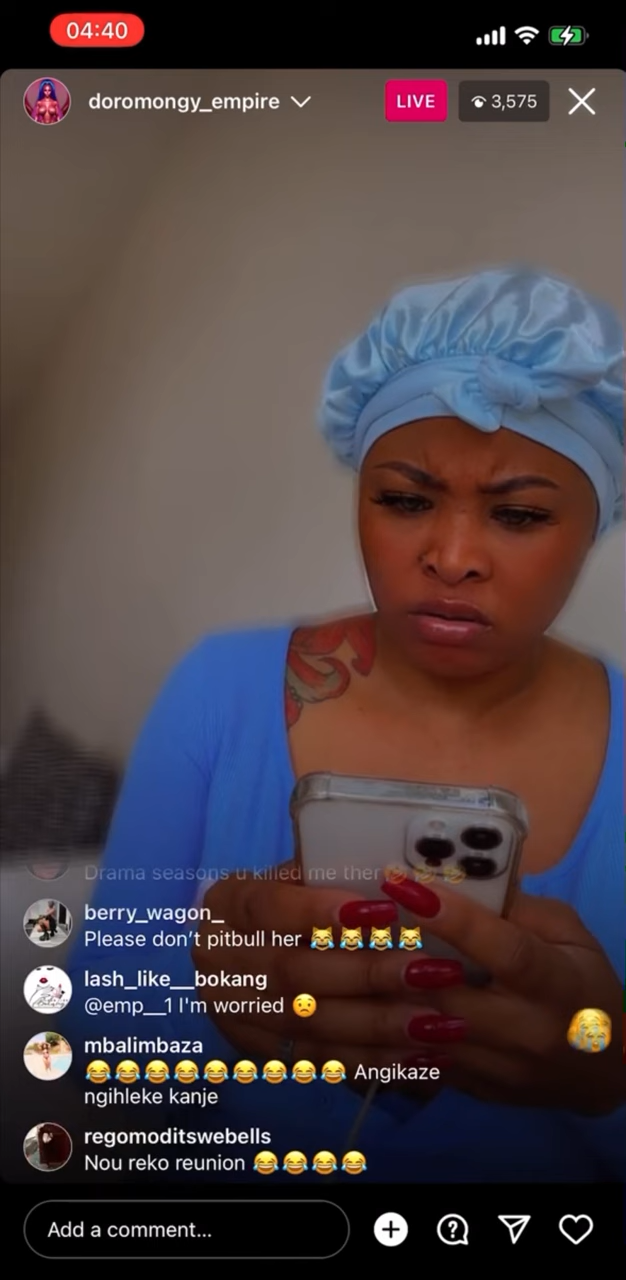 04:40
doromongy_empire
LIVE
3,575
Drama seasons u killed me ther🤣🤣🤣
berry_wagon_
Please don’t pitbull her 😹😹😹😹
lash_like__bokang
@emp__1 I'm worried 😟
mbalimbaza
😂😂😂😂😂😂😂😂😂 Angikaze
ngihleke kanje
regomoditswebells
Nou reko reunion 😂😂😂😂
Add a comment...